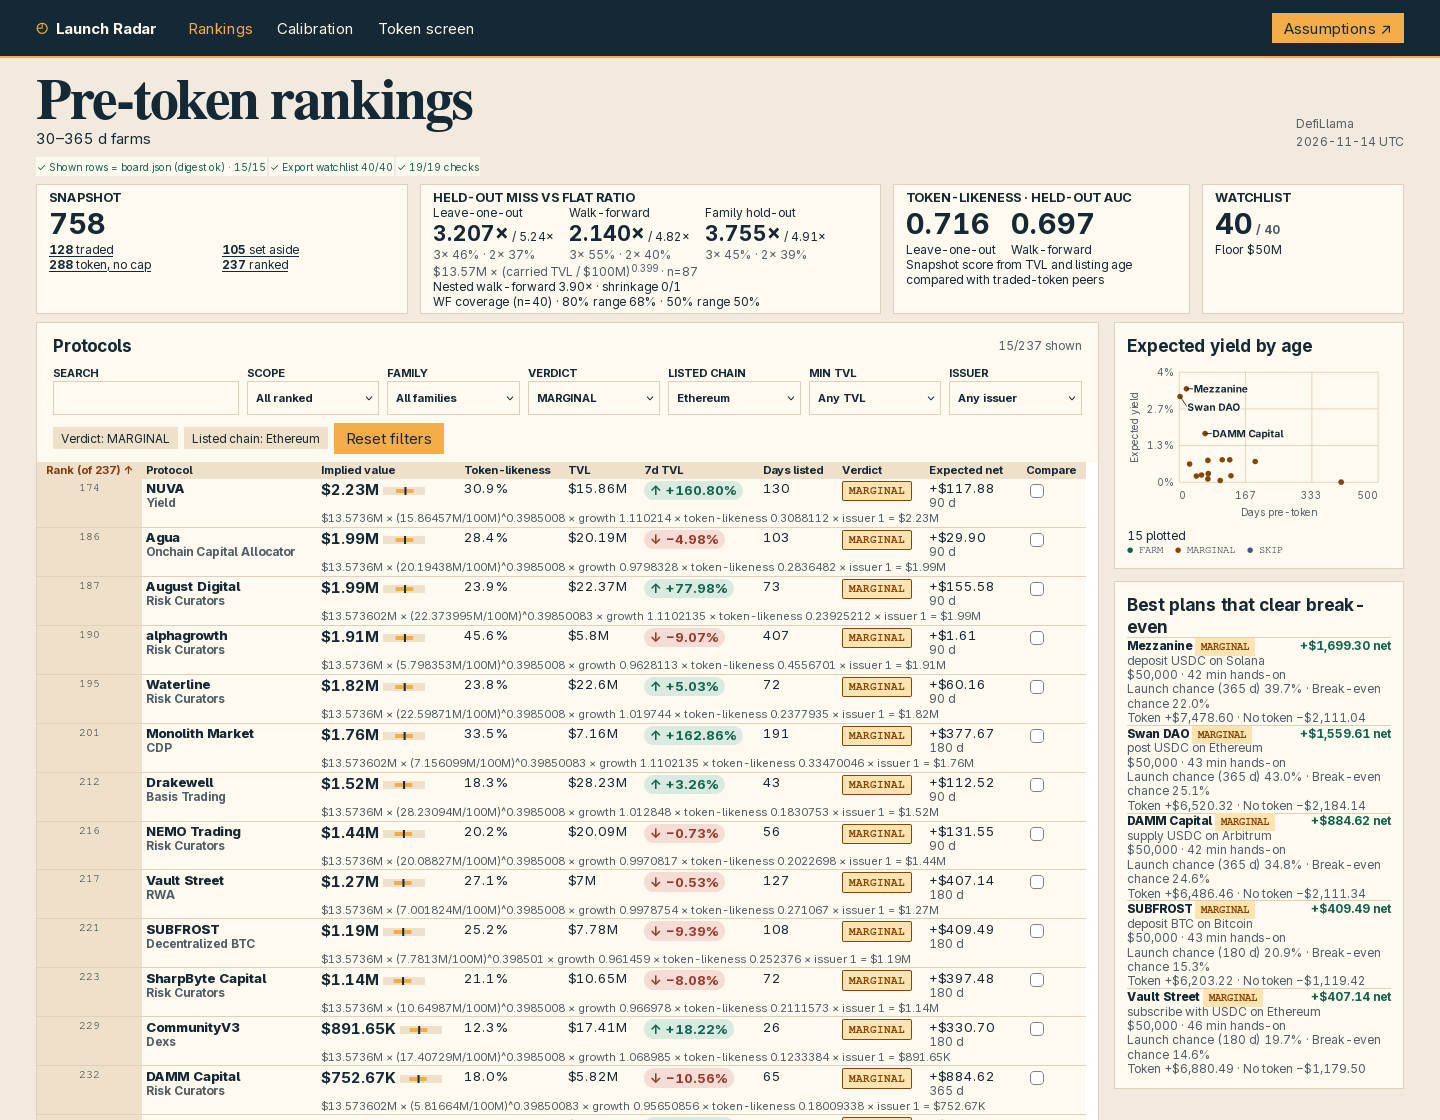 Launch Radar
Rankings
Calibration
Token screen
Assumptions ↗
Pre-token rankings
30–365 d farms
DefiLlama
2026-11-14 UTC
✓ Shown rows = board.json (digest ok) · 15/15
✓ Export watchlist 40/40
✓ 19/19 checks
SNAPSHOT
758
128 traded
105 set aside
288 token, no cap
237 ranked
HELD-OUT MISS VS FLAT RATIO
Leave-one-out
Walk-forward
Family hold-out
3.207× / 5.24×
2.140× / 4.82×
3.755× / 4.91×
3× 46% · 2× 37%
3× 55% · 2× 40%
3× 45% · 2× 39%
$13.57M × (carried TVL / $100M)^0.399 · n=87
Nested walk-forward 3.90× · shrinkage 0/1
WF coverage (n=40) · 80% range 68% · 50% range 50%
TOKEN-LIKENESS · HELD-OUT AUC
0.716
0.697
Leave-one-out
Walk-forward
Snapshot score from TVL and listing age
compared with traded-token peers
WATCHLIST
40 / 40
Floor $50M
Protocols
15/237 shown
SEARCH
SCOPE
FAMILY
VERDICT
LISTED CHAIN
MIN TVL
ISSUER
All ranked
All families
MARGINAL
Ethereum
Any TVL
Any issuer
Verdict: MARGINAL
Listed chain: Ethereum
Reset filters
Rank (of 237) ↑
Protocol
Implied value
Token-likeness
TVL
7d TVL
Days listed
Verdict
Expected net
Compare
174
NUVA
Yield
$2.23M
30.9%
$15.86M
↑ +160.80%
130
MARGINAL
+$117.88
90 d
$13.5736M × (15.86457M/100M)^0.3985008 × growth 1.110214 × token-likeness 0.3088112 × issuer 1 = $2.23M
186
Agua
Onchain Capital Allocator
$1.99M
28.4%
$20.19M
↓ −4.98%
103
MARGINAL
+$29.90
90 d
$13.5736M × (20.19438M/100M)^0.3985008 × growth 0.9798328 × token-likeness 0.2836482 × issuer 1 = $1.99M
187
August Digital
Risk Curators
$1.99M
23.9%
$22.37M
↑ +77.98%
73
MARGINAL
+$155.58
90 d
$13.573602M × (22.373995M/100M)^0.39850083 × growth 1.1102135 × token-likeness 0.23925212 × issuer 1 = $1.99M
190
alphagrowth
Risk Curators
$1.91M
45.6%
$5.8M
↓ −9.07%
407
MARGINAL
+$1.61
90 d
$13.5736M × (5.798353M/100M)^0.3985008 × growth 0.9628113 × token-likeness 0.4556701 × issuer 1 = $1.91M
195
Waterline
Risk Curators
$1.82M
23.8%
$22.6M
↑ +5.03%
72
MARGINAL
+$60.16
90 d
$13.5736M × (22.59871M/100M)^0.3985008 × growth 1.019744 × token-likeness 0.2377935 × issuer 1 = $1.82M
201
Monolith Market
CDP
$1.76M
33.5%
$7.16M
↑ +162.86%
191
MARGINAL
+$377.67
180 d
$13.573602M × (7.156099M/100M)^0.39850083 × growth 1.1102135 × token-likeness 0.33470046 × issuer 1 = $1.76M
212
Drakewell
Basis Trading
$1.52M
18.3%
$28.23M
↑ +3.26%
43
MARGINAL
+$112.52
90 d
$13.5736M × (28.23094M/100M)^0.3985008 × growth 1.012848 × token-likeness 0.1830753 × issuer 1 = $1.52M
216
NEMO Trading
Risk Curators
$1.44M
20.2%
$20.09M
↓ −0.73%
56
MARGINAL
+$131.55
90 d
$13.5736M × (20.08827M/100M)^0.3985008 × growth 0.9970817 × token-likeness 0.2022698 × issuer 1 = $1.44M
217
Vault Street
RWA
$1.27M
27.1%
$7M
↓ −0.53%
127
MARGINAL
+$407.14
180 d
$13.5736M × (7.001824M/100M)^0.3985008 × growth 0.9978754 × token-likeness 0.271067 × issuer 1 = $1.27M
221
SUBFROST
Decentralized BTC
$1.19M
25.2%
$7.78M
↓ −9.39%
108
MARGINAL
+$409.49
180 d
$13.5736M × (7.7813M/100M)^0.398501 × growth 0.961459 × token-likeness 0.252376 × issuer 1 = $1.19M
223
SharpByte Capital
Risk Curators
$1.14M
21.1%
$10.65M
↓ −8.08%
72
MARGINAL
+$397.48
180 d
$13.5736M × (10.64987M/100M)^0.3985008 × growth 0.966978 × token-likeness 0.2111573 × issuer 1 = $1.14M
229
CommunityV3
Dexs
$891.65K
12.3%
$17.41M
↑ +18.22%
26
MARGINAL
+$330.70
180 d
$13.5736M × (17.40729M/100M)^0.3985008 × growth 1.068985 × token-likeness 0.1233384 × issuer 1 = $891.65K
232
DAMM Capital
Risk Curators
$752.67K
18.0%
$5.82M
↓ −10.56%
65
MARGINAL
+$884.62
365 d
$13.573602M × (5.81664M/100M)^0.39850083 × growth 0.95650856 × token-likeness 0.18009338 × issuer 1 = $752.67K
Expected yield by age
Expected yield
4%
2.7%
1.3%
0%
Mezzanine
Swan DAO
DAMM Capital
0
167
333
500
Days pre-token
15 plotted
FARM
MARGINAL
SKIP
Best plans that clear break-
even
Mezzanine MARGINAL +$1,699.30 net
deposit USDC on Solana
$50,000 · 42 min hands-on
Launch chance (365 d) 39.7% · Break-even
chance 22.0%
Token +$7,478.60 · No token −$2,111.04
Swan DAO MARGINAL +$1,559.61 net
post USDC on Ethereum
$50,000 · 43 min hands-on
Launch chance (365 d) 43.0% · Break-even
chance 25.1%
Token +$6,520.32 · No token −$2,184.14
DAMM Capital MARGINAL +$884.62 net
supply USDC on Arbitrum
$50,000 · 42 min hands-on
Launch chance (365 d) 34.8% · Break-even
chance 24.6%
Token +$6,486.46 · No token −$2,111.34
SUBFROST MARGINAL +$409.49 net
deposit BTC on Bitcoin
$50,000 · 43 min hands-on
Launch chance (180 d) 20.9% · Break-even
chance 15.3%
Token +$6,203.22 · No token −$1,119.42
Vault Street MARGINAL +$407.14 net
subscribe with USDC on Ethereum
$50,000 · 46 min hands-on
Launch chance (180 d) 19.7% · Break-even
chance 14.6%
Token +$6,880.49 · No token −$1,179.50